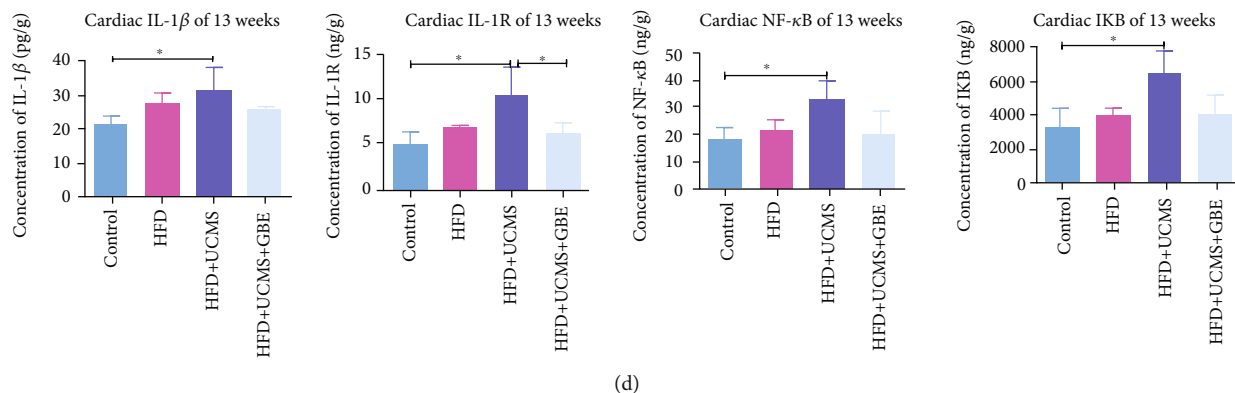 Cardiac IL-1β of 13 weeks
Concentration of IL-1β (pg/g)
40
30
20
10
0
*
Control
HFD
HFD+UCMS
HFD+UCMS+GBE
Cardiac IL-1R of 13 weeks
Concentration of IL-1R (ng/g)
15
10
5
0
*
*
Control
HFD
HFD+UCMS
HFD+UCMS+GBE
Cardiac NF-κB of 13 weeks
Concentration of NF-κB (ng/g)
50
40
30
20
10
0
*
Control
HFD
HFD+UCMS
HFD+UCMS+GBE
Cardiac IKB of 13 weeks
Concentration of IKB (ng/g)
8000
6000
4000
2000
0
*
Control
HFD
HFD+UCMS
HFD+UCMS+GBE
(d)